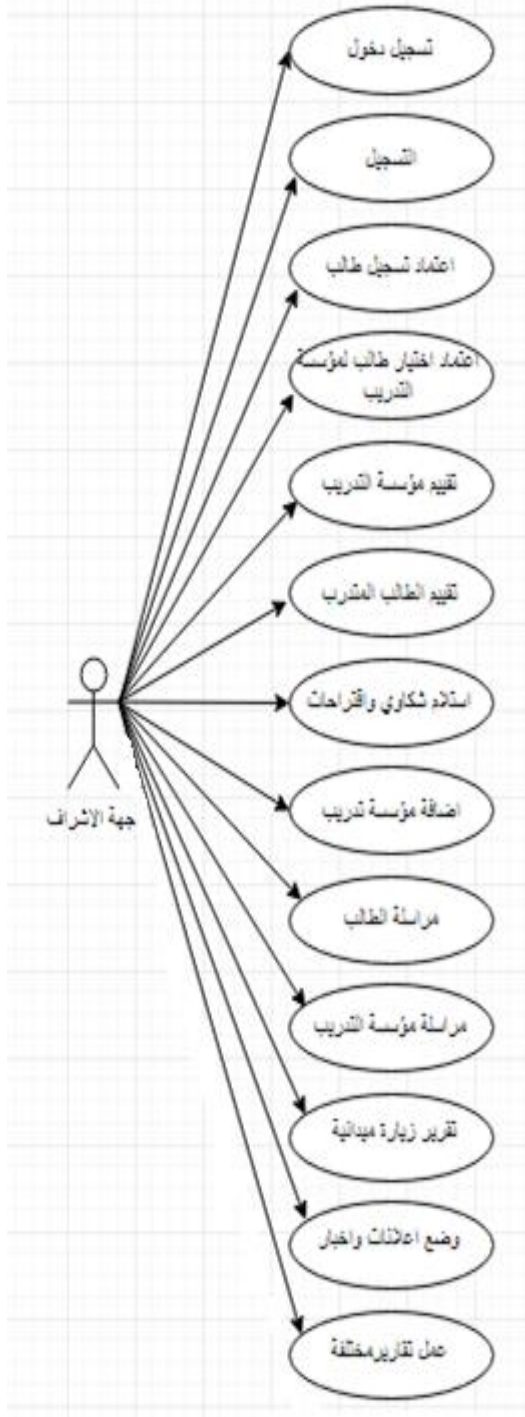 تسجيل دخول
التسجيل
اعتماد تسجيل طالب
اعتماد اختيار طالب لمؤسسة
التدريب
تقييم مؤسسة التدريب
تقييم الطالب المتدرب
استلام شكاوي واقتراحات
جهة الاشراف
اضافة مؤسسة تدريب
مراسلة الطالب
مراسلة مؤسسة التدريب
تقرير زيارة ميدانية
وضع اعلانات واخبار
عمل تقاريرمختلفة